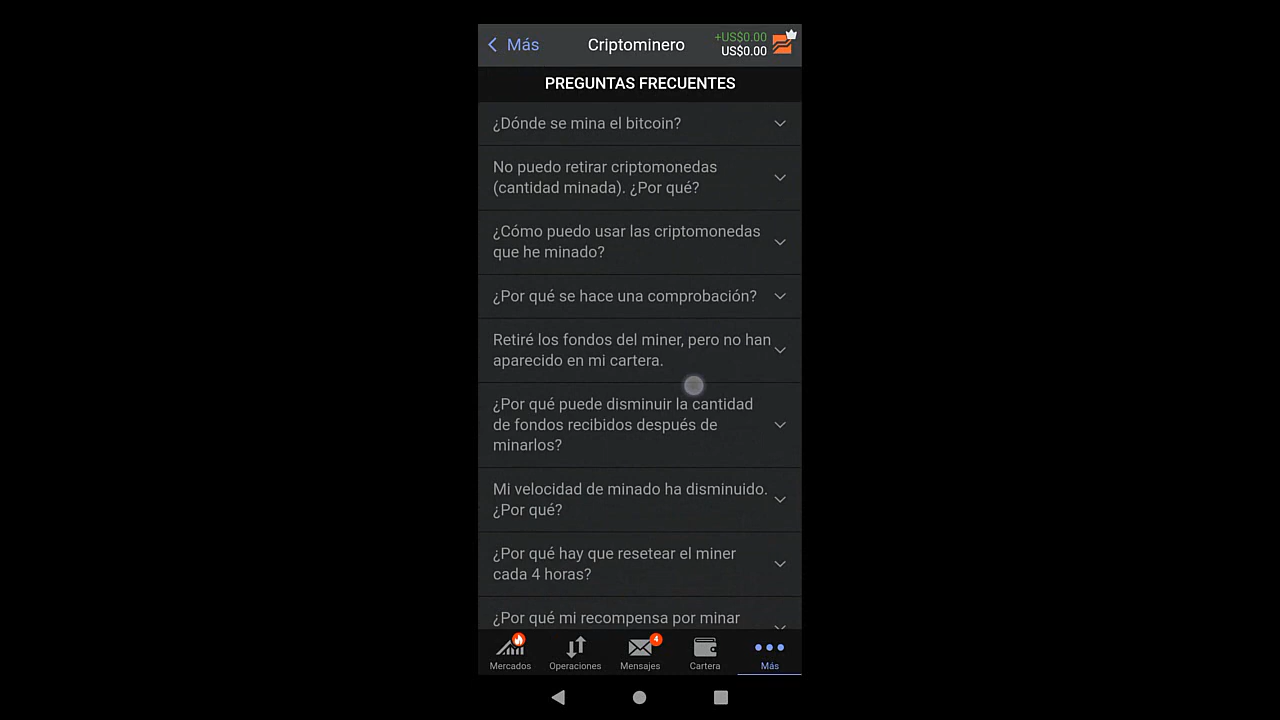 Más
Criptominero
+US$0.00
US$0.00
PREGUNTAS FRECUENTES
¿Dónde se mina el bitcoin?
No puedo retirar criptomonedas
(cantidad minada). ¿Por qué?
¿Cómo puedo usar las criptomonedas
que he minado?
¿Por qué se hace una comprobación?
Retiré los fondos del miner, pero no han
aparecido en mi cartera.
¿Por qué puede disminuir la cantidad
de fondos recibidos después de
minarlos?
Mi velocidad de minado ha disminuido.
¿Por qué?
¿Por qué hay que resetear el miner
cada 4 horas?
¿Por qué mi recompensa por minar
4
Mercados
Operaciones
Mensajes
Cartera
Más